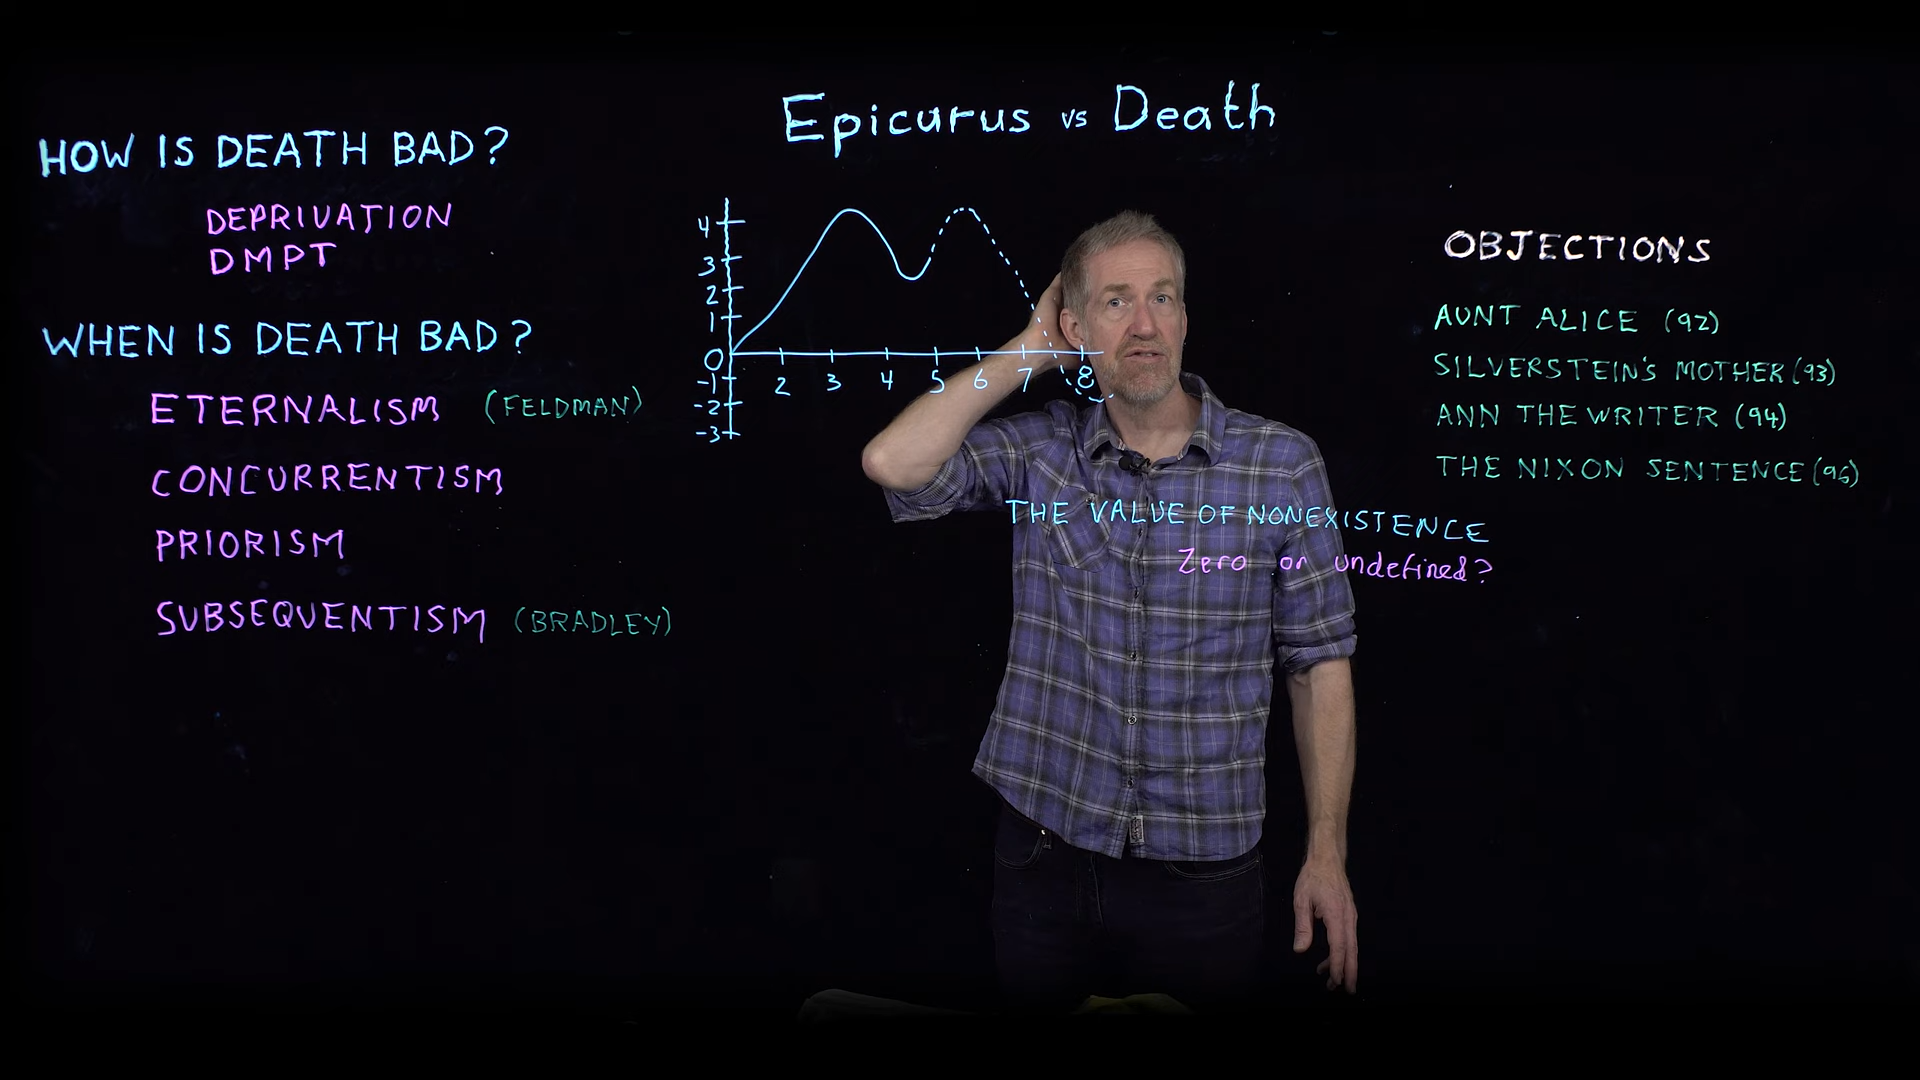 Epicurus vs Death
HOW IS DEATH BAD?
DEPRIVATION
DMPT
WHEN IS DEATH BAD?
ETERNALISM (FELDMAN)
CONCURRENTISM
PRIORISM
SUBSEQUENTISM (BRADLEY)
4
3
2
1
0
-1
-2
-3
2 3 4 5 6 7 8
THE VALUE OF NONEXISTENCE
Zero or undefined?
OBJECTIONS
AUNT ALICE (92)
SILVERSTEIN'S MOTHER (93)
ANN THE WRITER (94)
THE NIXON SENTENCE (96)